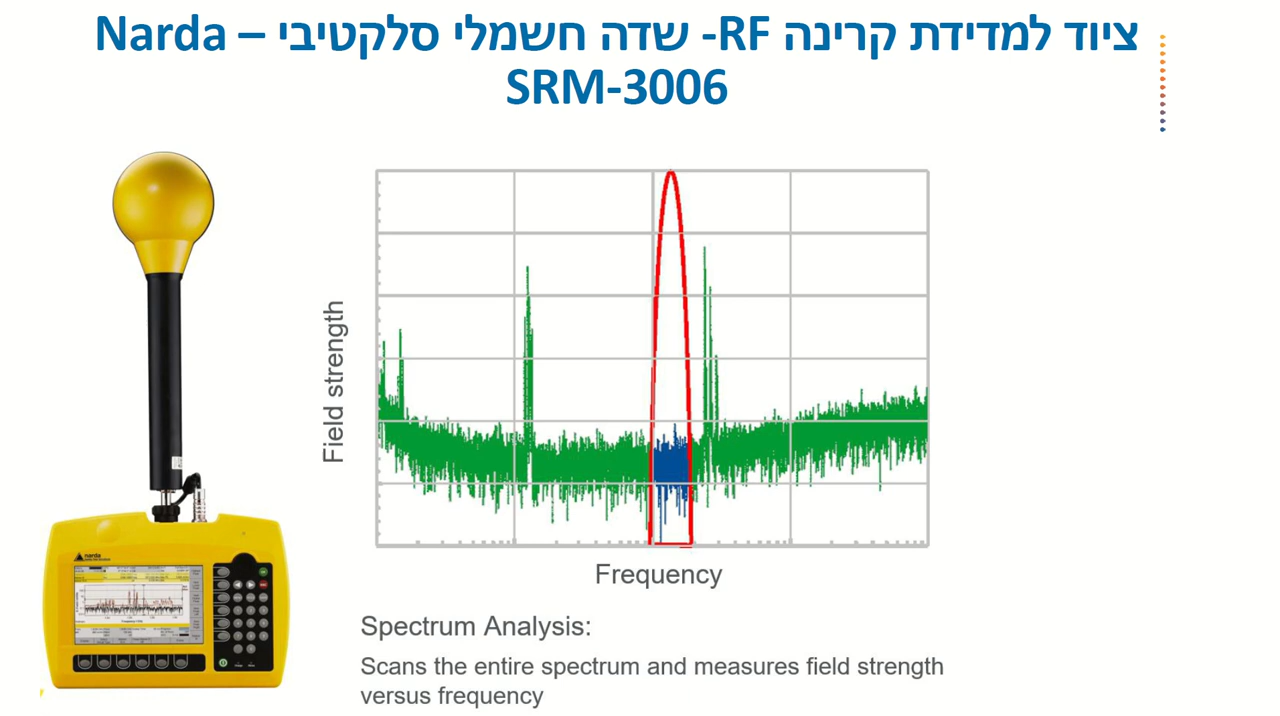 ציוד למדידת קרינה RF- שדה חשמלי סלקטיבי – Narda
SRM-3006
Field strength
narda
Frequency
Spectrum Analysis:
Scans the entire spectrum and measures field strength
versus frequency